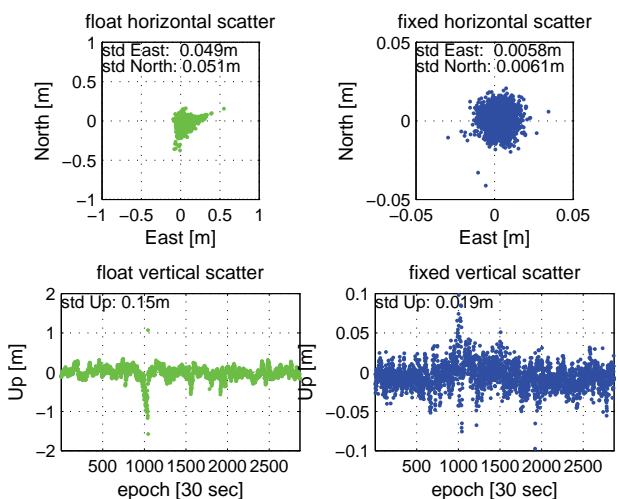 float horizontal scatter
std East: 0.049m
std North: 0.051m
1
0.5
0
−0.5
−1
North [m]
−1 −0.5 0 0.5 1
East [m]
fixed horizontal scatter
std East: 0.0058m
std North: 0.0061m
0.05
0
−0.05
North [m]
−0.05 0 0.05
East [m]
float vertical scatter
std Up: 0.15m
2
1
0
−1
−2
Up [m]
500 1000 1500 2000 2500
epoch [30 sec]
fixed vertical scatter
std Up: 0.019m
0.1
0.05
0
−0.05
−0.1
Up [m]
500 1000 1500 2000 2500
epoch [30 sec]